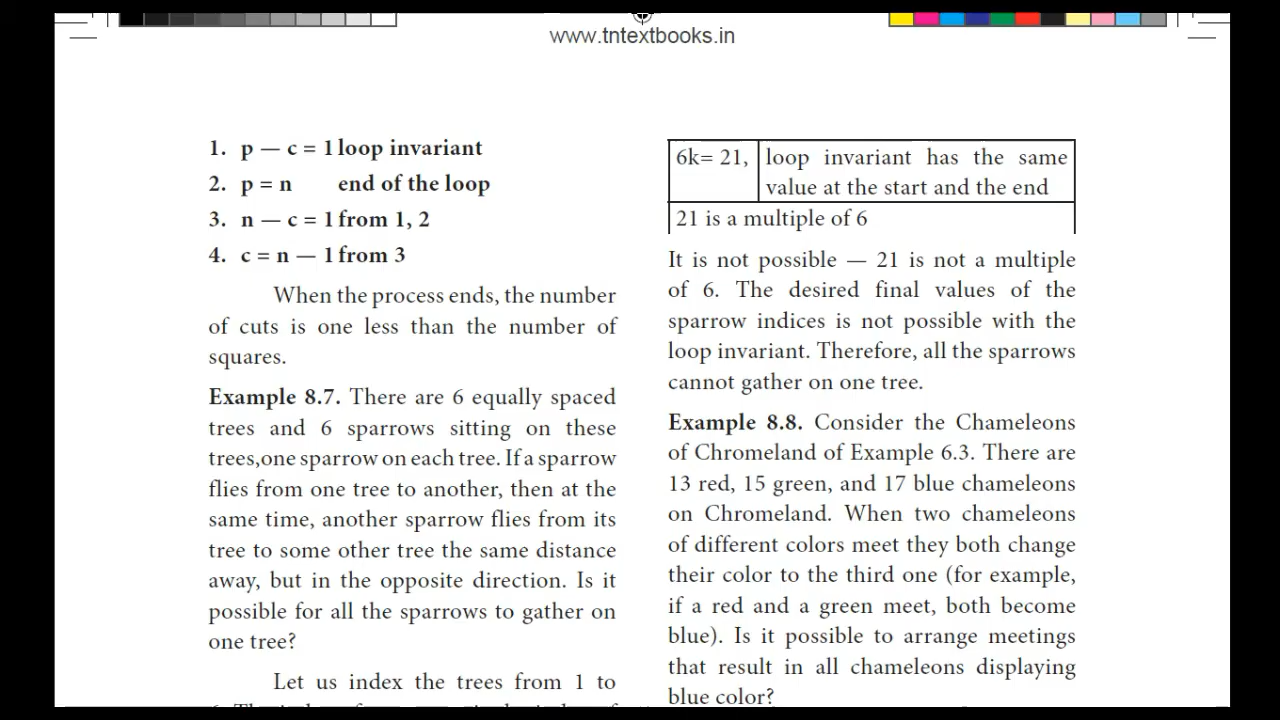 www.tntextbooks.in
1. p — c = 1 loop invariant
2. p = n end of the loop
3. n — c = 1 from 1, 2
4. c = n — 1 from 3
When the process ends, the number
of cuts is one less than the number of
squares.
Example 8.7. There are 6 equally spaced
trees and 6 sparrows sitting on these
trees,one sparrow on each tree. If a sparrow
flies from one tree to another, then at the
same time, another sparrow flies from its
tree to some other tree the same distance
away, but in the opposite direction. Is it
possible for all the sparrows to gather on
one tree?
Let us index the trees from 1 to
6k= 21, loop invariant has the same
value at the start and the end
21 is a multiple of 6
It is not possible — 21 is not a multiple
of 6. The desired final values of the
sparrow indices is not possible with the
loop invariant. Therefore, all the sparrows
cannot gather on one tree.
Example 8.8. Consider the Chameleons
of Chromeland of Example 6.3. There are
13 red, 15 green, and 17 blue chameleons
on Chromeland. When two chameleons
of different colors meet they both change
their color to the third one (for example,
if a red and a green meet, both become
blue). Is it possible to arrange meetings
that result in all chameleons displaying
blue color?